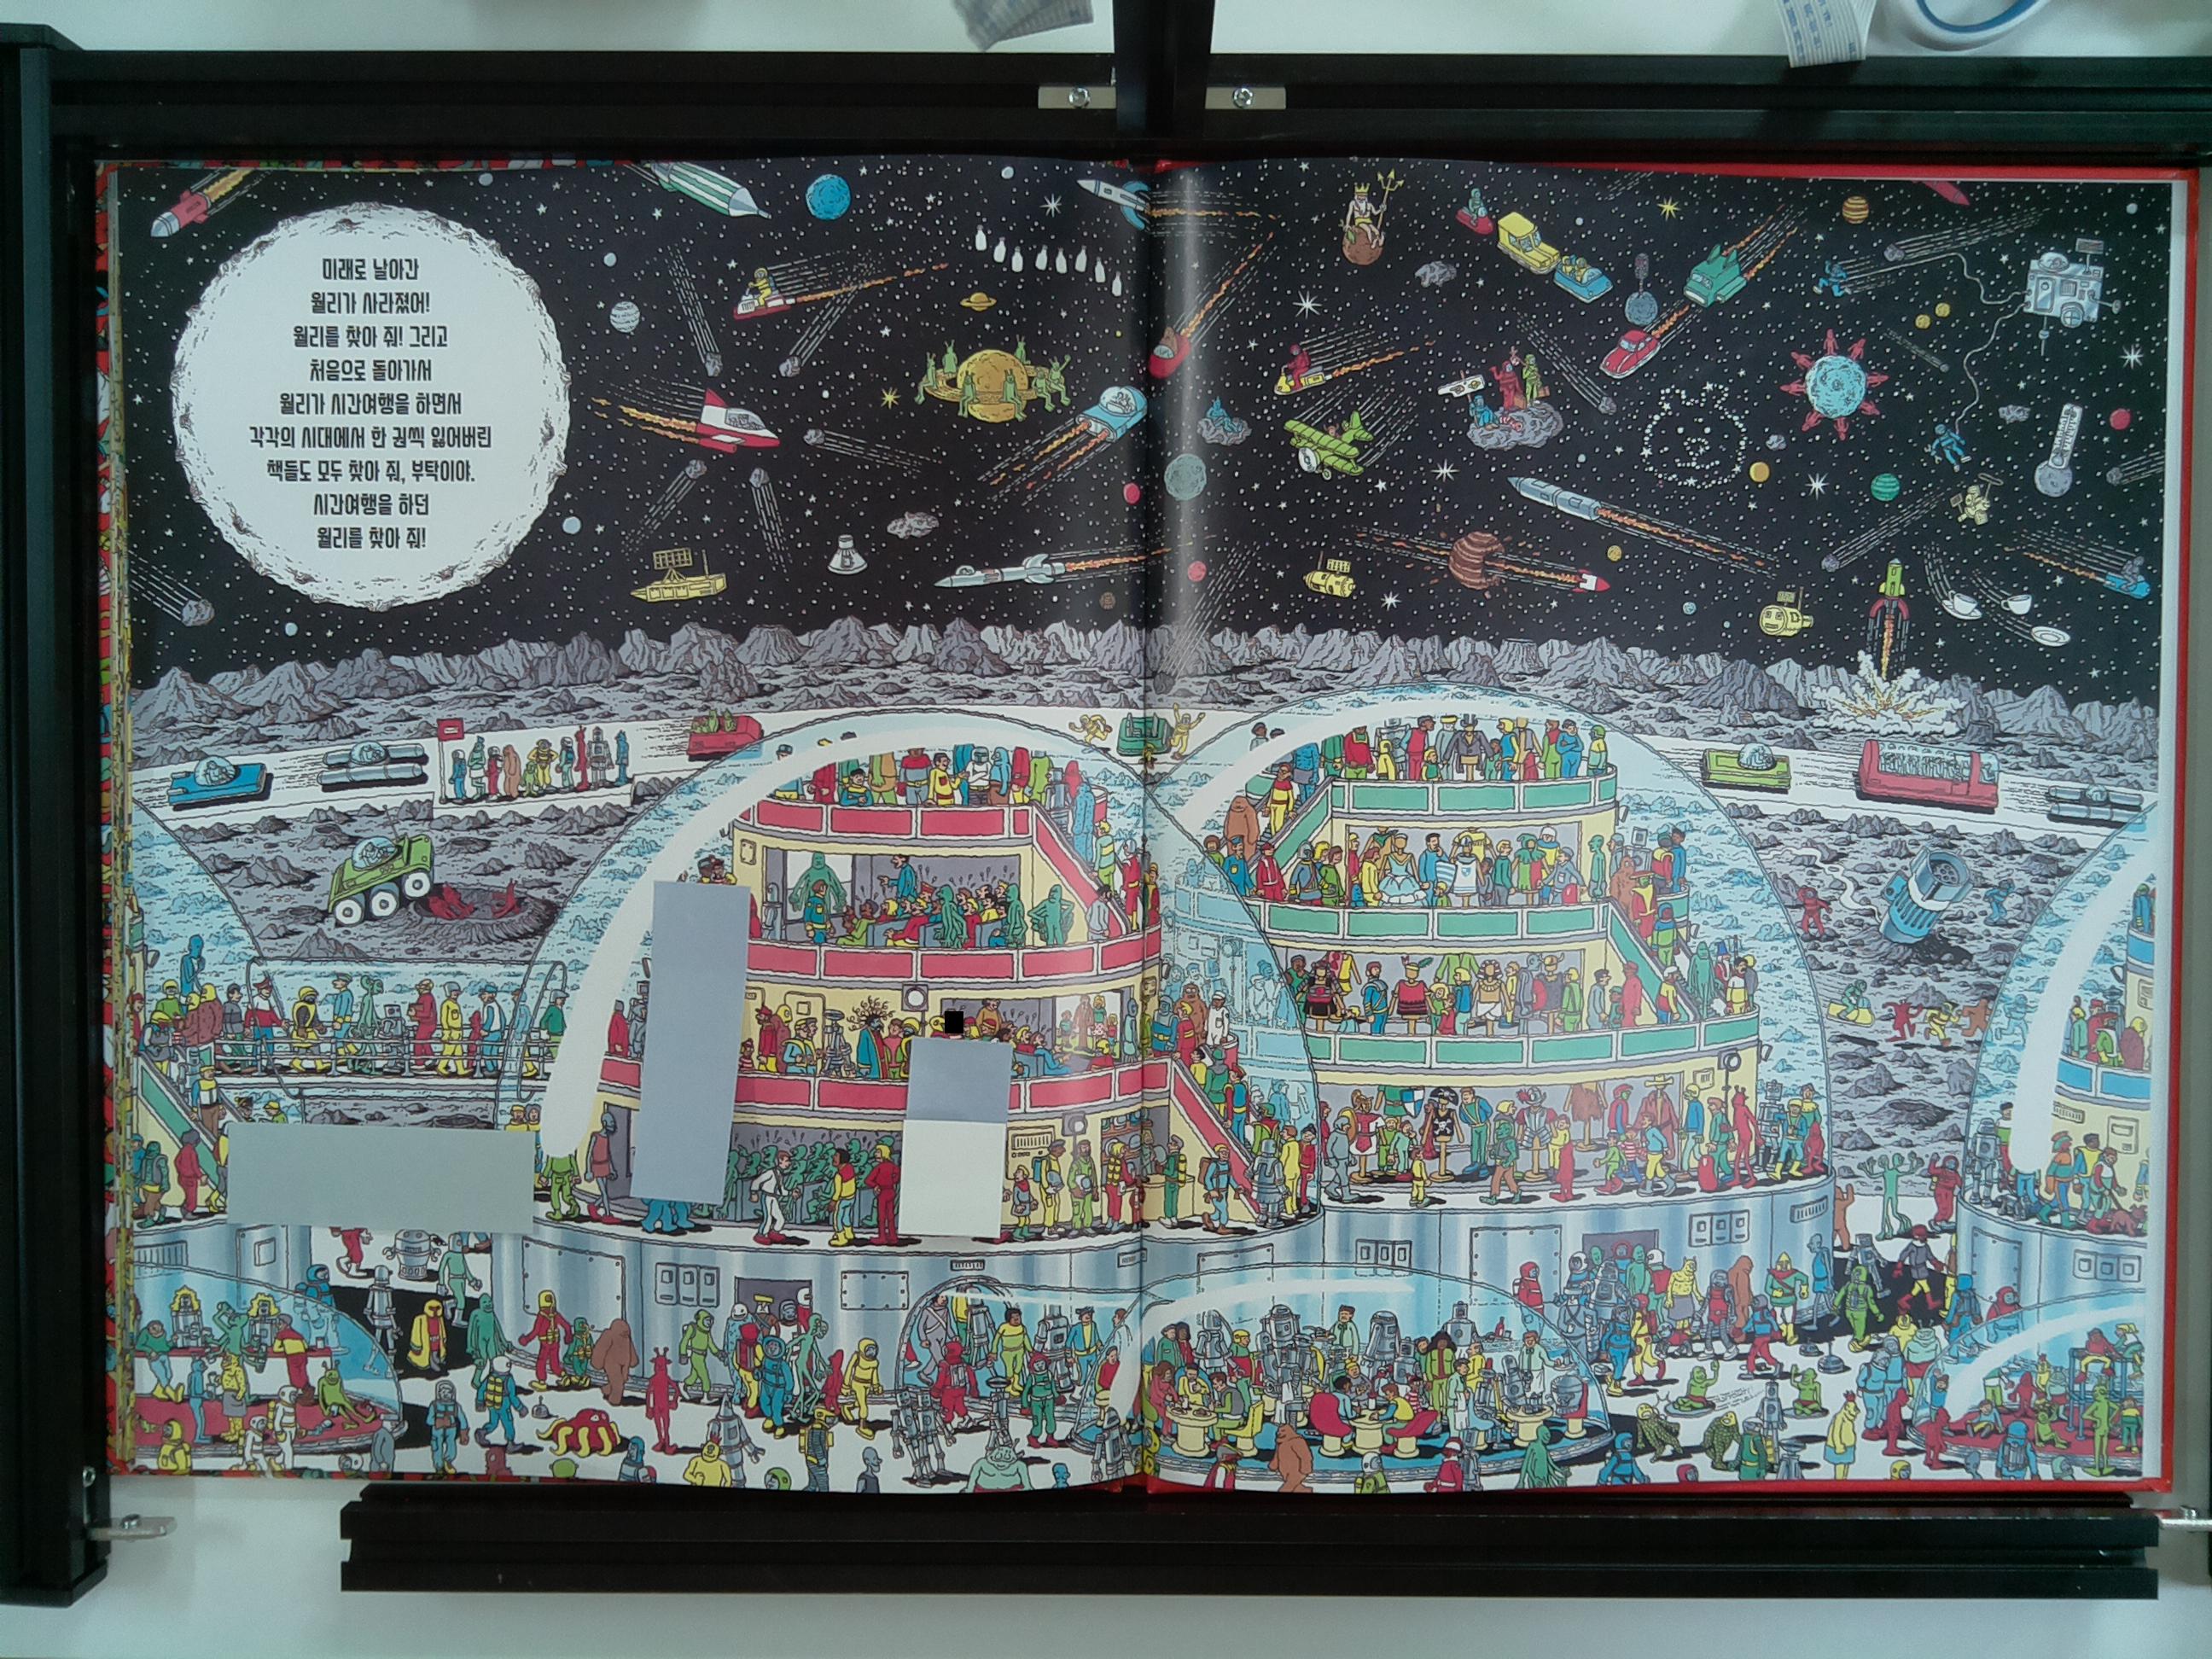 미래로 날아간
월리가 사라졌어!
월리를 찾아 줘! 그리고
처음으로 돌아가서
월리가 시간여행을 하면서
각각의 시대에서 한 권씩 잃어버린
책들도 모두 찾아 줘, 부탁이야.
시간여행을 하던
월리를 찾아 줘!